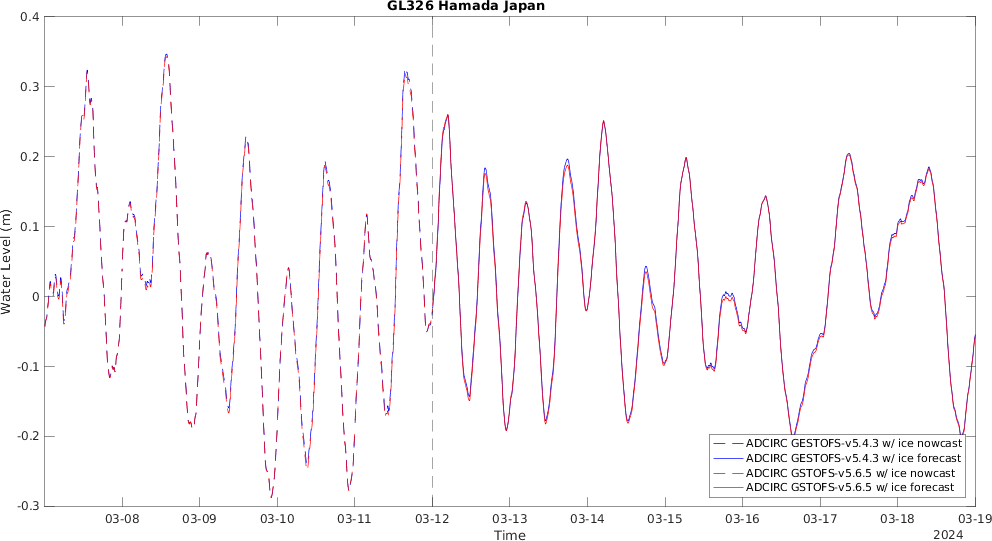 GL326 Hamada Japan
0.4
0.3
0.2
0.1
0
-0.1
-0.2
-0.3
Water Level (m)
03-08 03-09 03-10 03-11 03-12 03-13 03-14 03-15 03-16 03-17 03-18 03-19
Time
2024
ADCIRC GESTOFS-v5.4.3 w/ ice nowcast
ADCIRC GESTOFS-v5.4.3 w/ ice forecast
ADCIRC GSTOFS-v5.6.5 w/ ice nowcast
ADCIRC GSTOFS-v5.6.5 w/ ice forecast